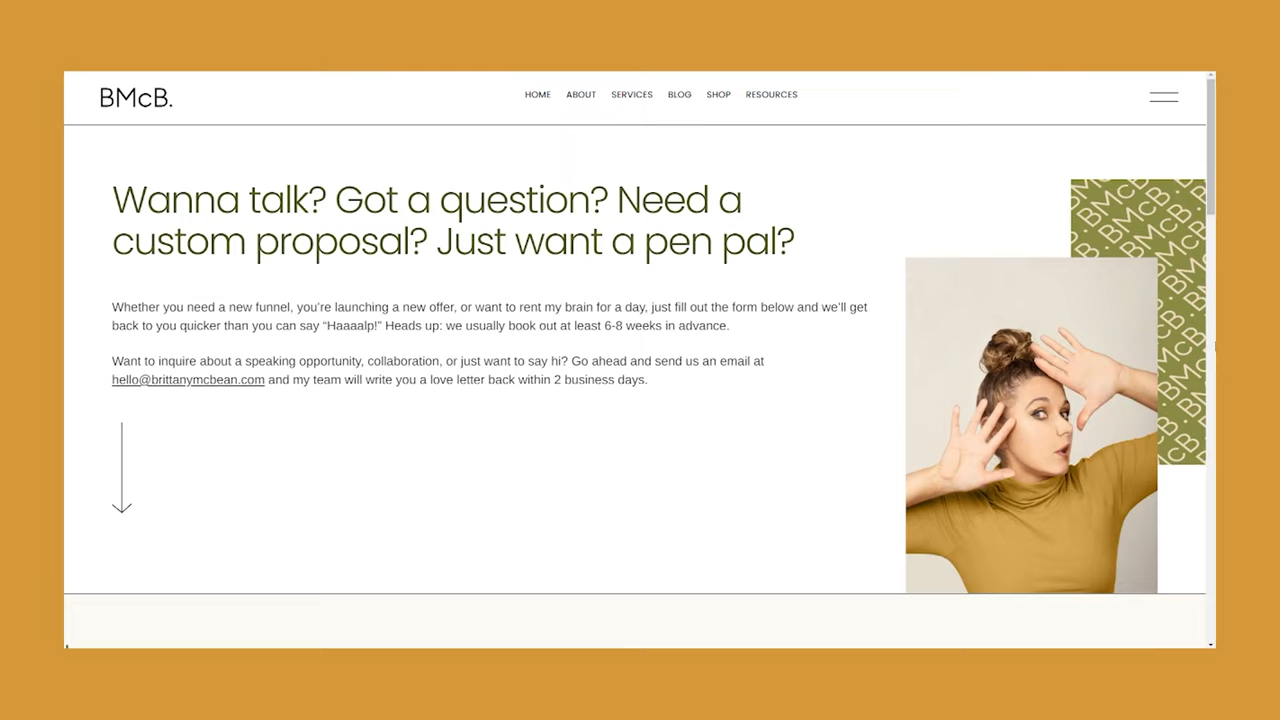 BMcB.
HOME ABOUT SERVICES BLOG SHOP RESOURCES
Wanna talk? Got a question? Need a
custom proposal? Just want a pen pal?
Whether you need a new funnel, you’re launching a new offer, or want to rent my brain for a day, just fill out the form below and we’ll get
back to you quicker than you can say “Haaaalp!” Heads up: we usually book out at least 6-8 weeks in advance.
Want to inquire about a speaking opportunity, collaboration, or just want to say hi? Go ahead and send us an email at
hello@brittanymcbean.com and my team will write you a love letter back within 2 business days.
BMcB.